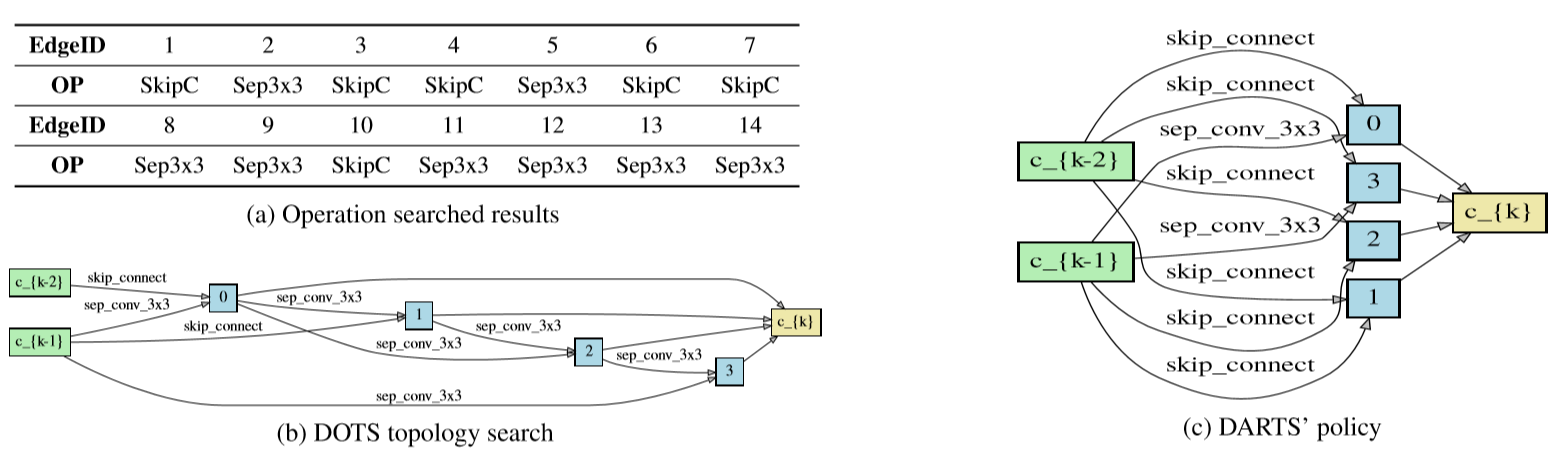 EdgeID 1 2 3 4 5 6 7
OP SkipC Sep3x3 SkipC SkipC Sep3x3 SkipC SkipC
EdgeID 8 9 10 11 12 13 14
OP Sep3x3 Sep3x3 SkipC Sep3x3 Sep3x3 Sep3x3 Sep3x3
(a) Operation searched results
c_{k-2}
c_{k-1}
skip_connect
sep_conv_3x3
skip_connect
0
sep_conv_3x3
sep_conv_3x3
1
sep_conv_3x3
2
sep_conv_3x3
3
sep_conv_3x3
c_{k}
(b) DOTS topology search
skip_connect
skip_connect
sep_conv_3x3
skip_connect
sep_conv_3x3
skip_connect
skip_connect
skip_connect
c_{k-2}
c_{k-1}
0
3
2
1
c_{k}
(c) DARTS’ policy